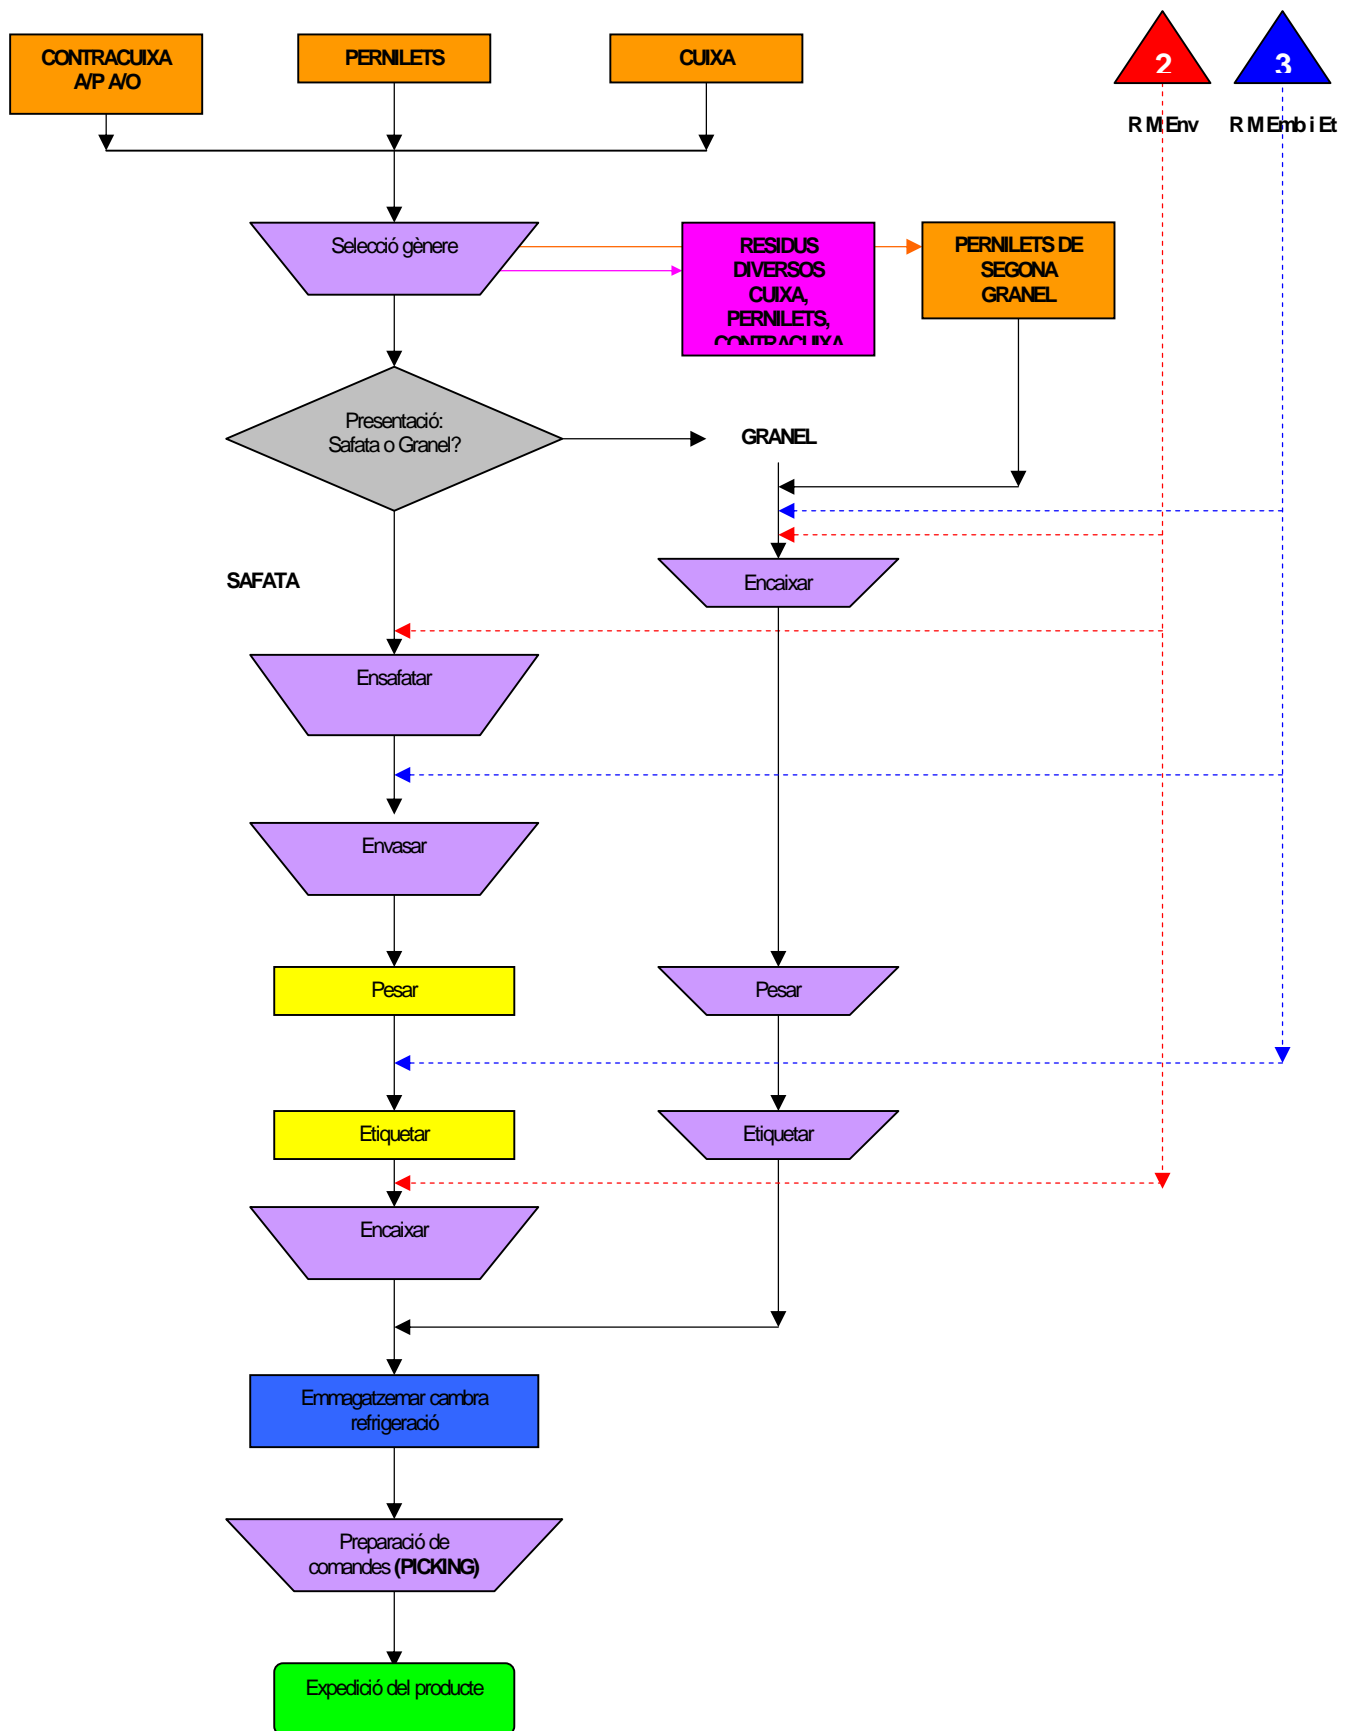 CONTRACUIXA
A/P A/O
PERNILETS
CUIXA
2
3
R M Env
R M Emb i Et
Selecció gènere
RESIDUS
DIVERSOS
CUIXA,
PERNILETS,
CONTRACUIXA
PERNILETS DE
SEGONA
GRANEL
Presentació:
Safata o Granel?
GRANEL
SAFATA
Encaixar
Ensafatar
Envasar
Pesar
Pesar
Etiquetar
Etiquetar
Encaixar
Emmagatzemar cambra
refrigeració
Preparació de
comandes (PICKING)
Expedició del producte